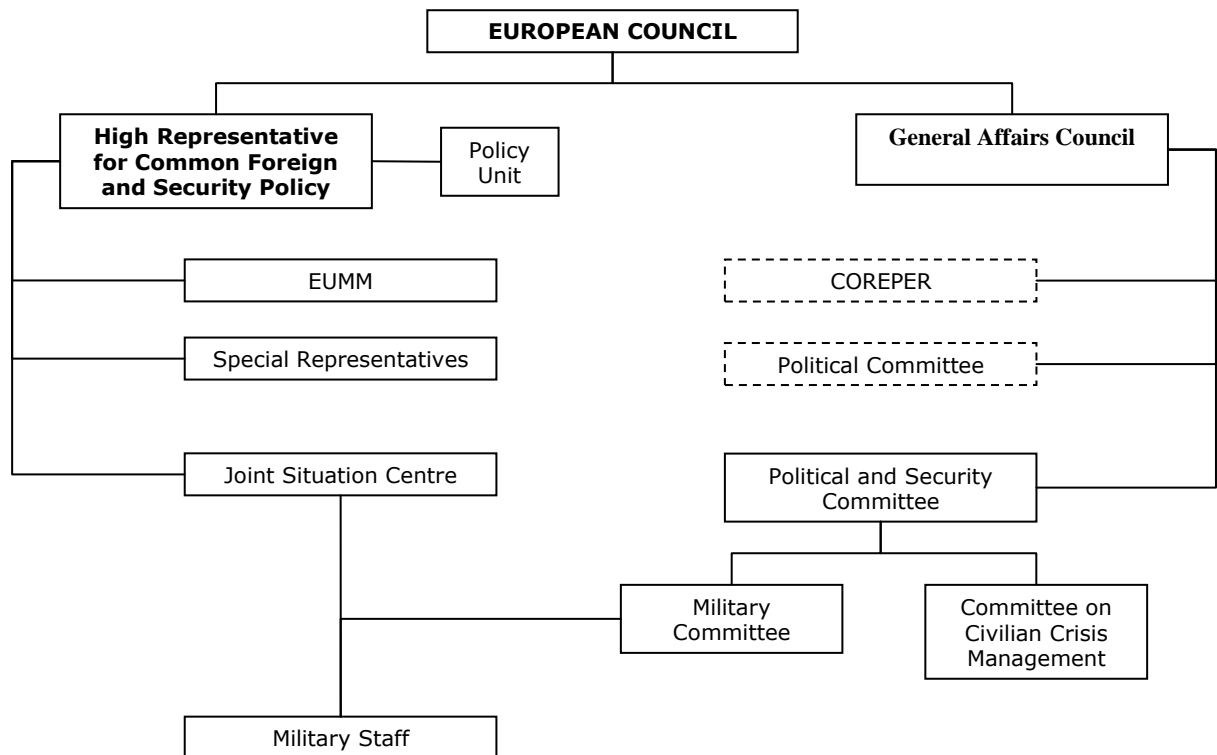 EUROPEAN COUNCIL
High Representative
for Common Foreign
and Security Policy
Policy
Unit
General Affairs Council
EUMM
COREPER
Special Representatives
Political Committee
Joint Situation Centre
Political and Security
Committee
Military
Committee
Committee on
Civilian Crisis
Management
Military Staff